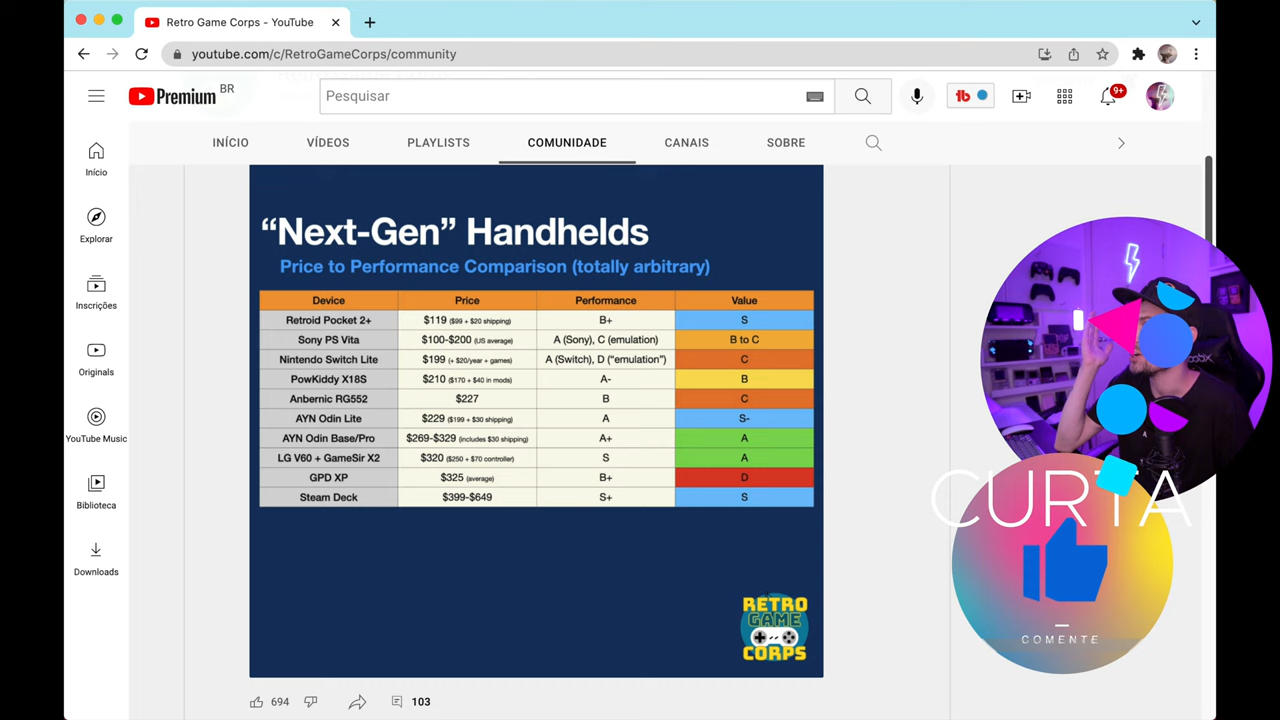 Retro Game Corps - YouTube
youtube.com/c/RetroGameCorps/community
Premium BR
Pesquisar
9+
INÍCIO VÍDEOS PLAYLISTS COMUNIDADE CANAIS SOBRE
Início
Explorar
Inscrições
Originals
YouTube Music
Biblioteca
Downloads
“Next-Gen” Handhelds
Price to Performance Comparison (totally arbitrary)
Device Price Performance Value
Retroid Pocket 2+ $119 ($99 + $20 shipping) B+ S
Sony PS Vita $100-$200 (US average) A (Sony), C (emulation) B to C
Nintendo Switch Lite $199 (+ $20/year + games) A (Switch), D (“emulation”) C
PowKiddy X18S $210 ($170 + $40 in mods) A- B
Anbernic RG552 $227 B C
AYN Odin Lite $229 ($199 + $30 shipping) A S-
AYN Odin Base/Pro $269-$329 (includes $30 shipping) A+ A
LG V60 + GameSir X2 $320 ($250 + $70 controller) S A
GPD XP $325 (average) B+ D
Steam Deck $399-$649 S+ S
RETRO
GAME
CORPS
694 103
CURTA
COMENTE